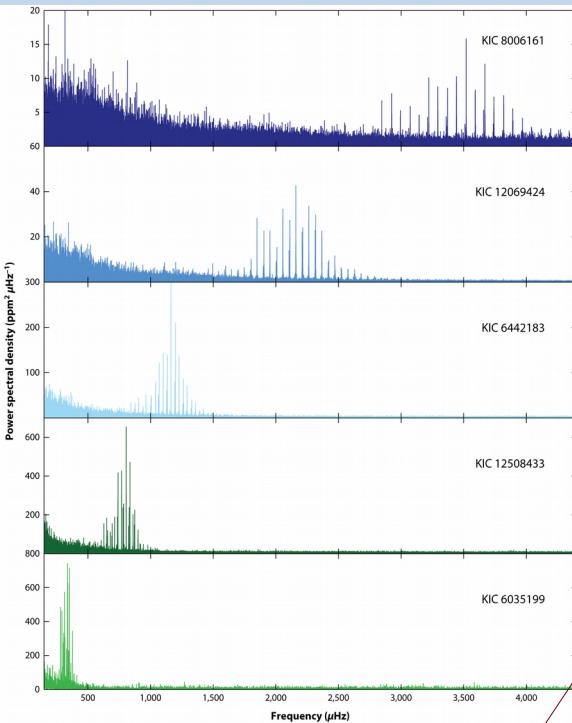 20
15
10
5
KIC 8006161
60
40
20
KIC 12069424
300
200
100
KIC 6442183
Power spectral density (ppm² μHz⁻¹)
600
400
200
KIC 12508433
800
600
400
200
0
KIC 6035199
500 1,000 1,500 2,000 2,500 3,000 3,500 4,000
Frequency (μHz)